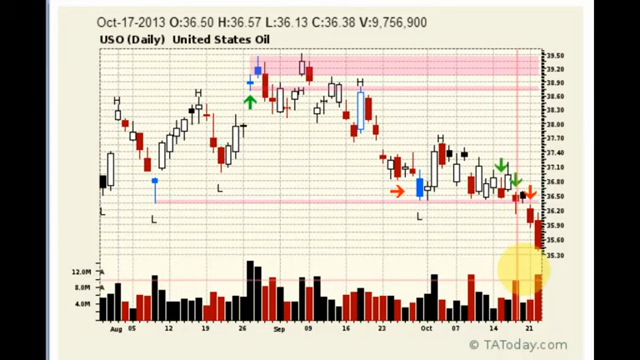 Oct-17-2013 O:36.50 H:36.57 L:36.13 C:36.38 V:9,756,900
USO (Daily) United States Oil
39.50
39.20
38.90
38.60
38.30
38.00
37.70
37.40
37.10
36.80
36.50
36.20
35.90
35.60
35.30
H
H
H
H
H
L
L
L
L
12.0M A
8.0M A
4.0M
Aug 05 12 19 26 Sep 09 16 23 Oct 07 14 21
© TAToday.com